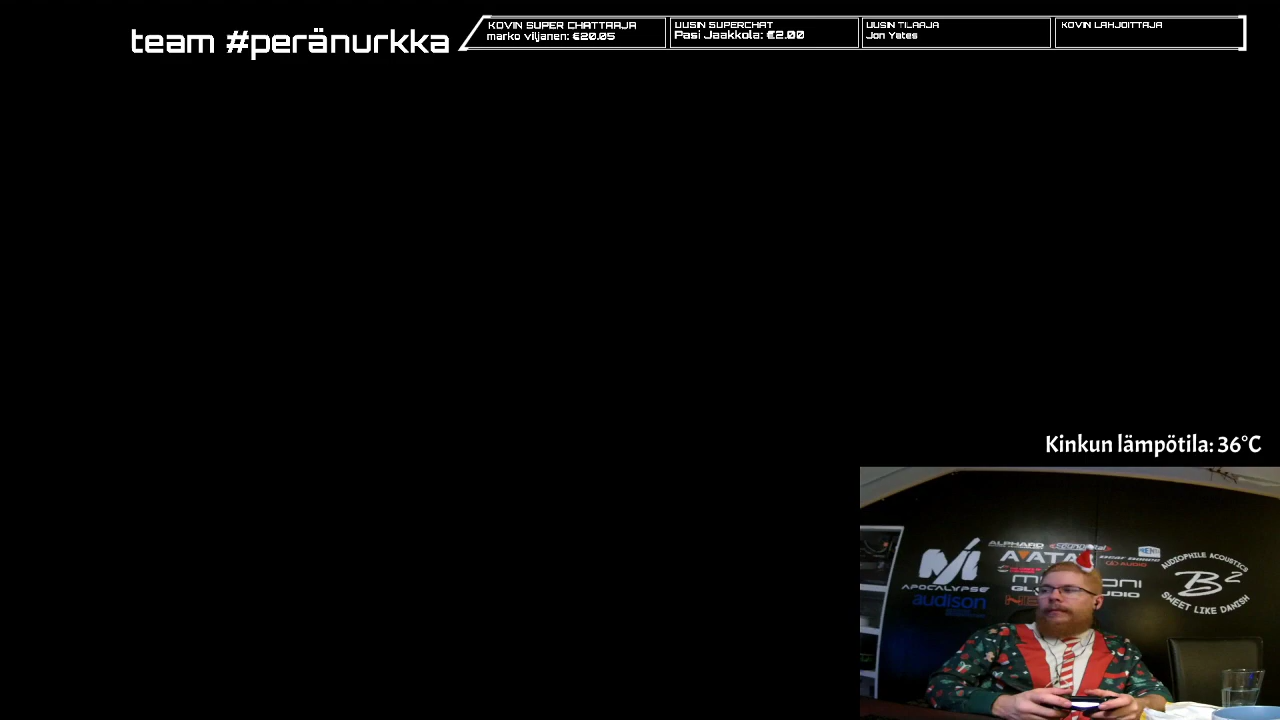 team #peränurkka
KOVIN SUPER CHATTAAJA
marko viljanen: €20.05
UUSIN SUPERCHAT
Pasi Jaakkola: €2.00
UUSIN TILAAJA
Jon Yates
KOVIN LAHJOITTAJA
Kinkun lämpötila: 36°C
ALPHARD
AVATAR
APOCALYPSE
audison
AUDIO
AUDIOPHILE ACOUSTICS
B²
SWEET LIKE DANISH